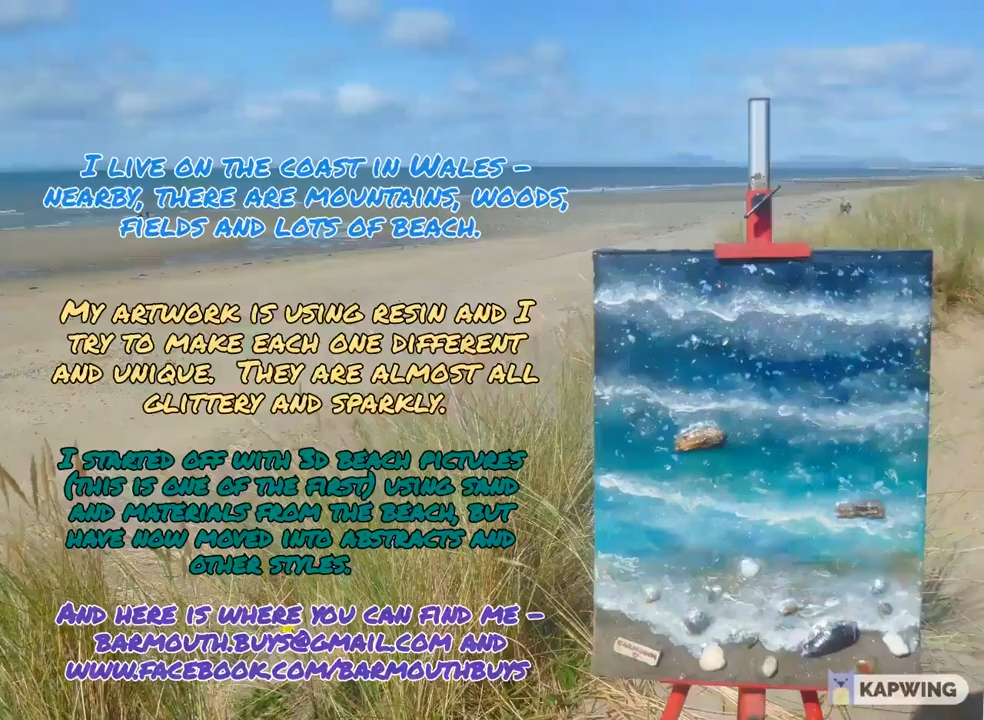 I live on the coast in Wales -
nearby, there are mountains, woods,
fields and lots of beach.
My artwork is using resin and I
try to make each one different
and unique. They are almost all
glittery and sparkly.
I started off with 3D beach pictures
(this is one of the first) using sand
and materials from the beach, but
have now moved into abstracts and
other styles.
And here is where you can find me -
barmouth.buys@gmail.com and
www.facebook.com/barmouthbuys
KAPWING